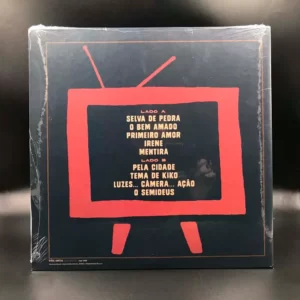 LADO A
SELVA DE PEDRA
O BEM AMADO
PRIMEIRO AMOR
IRENE
MENTIRA
LADO B
PELA CIDADE
TEMA DE KIKO
LUZES... CÂMERA... AÇÃO
O SEMIDEUS